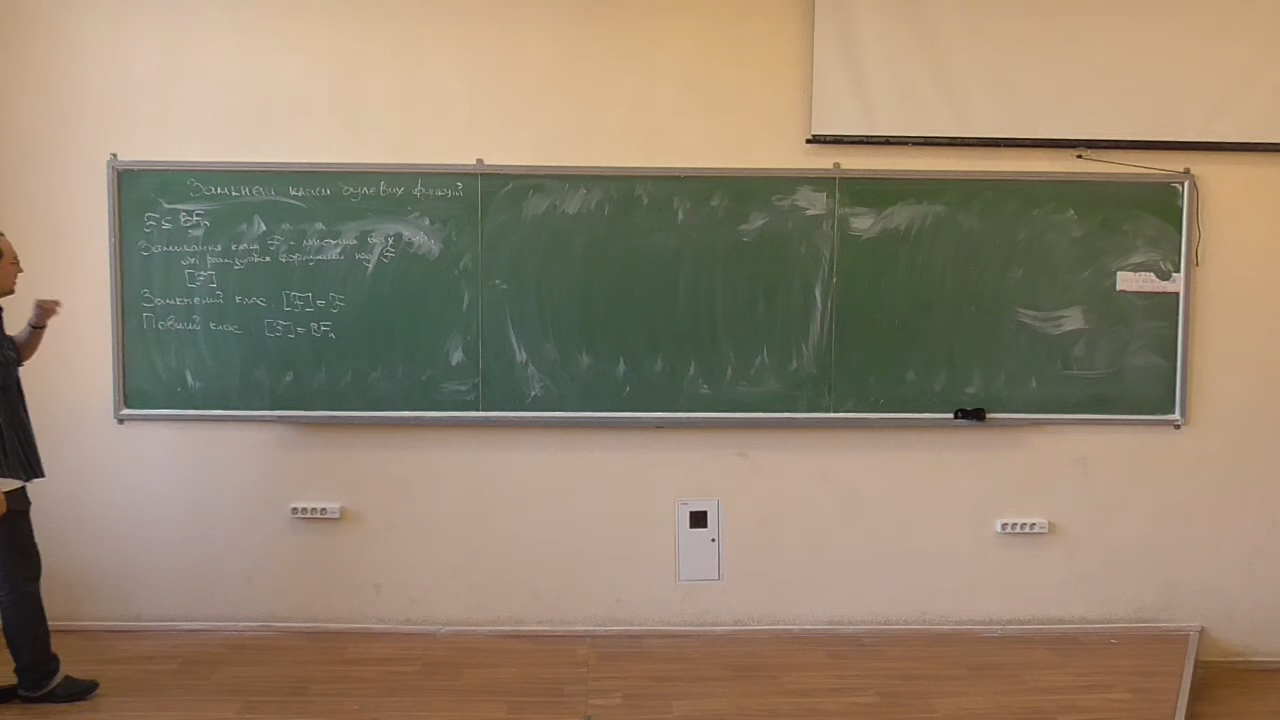 Замкнені класи булевих функцій
F ⊆ BFₙ
Замикання класу F - множина всіх
які реалізуються формулами над F
[F]
Замкнений клас. [F] = F
Повний клас. [F] = BFₙ